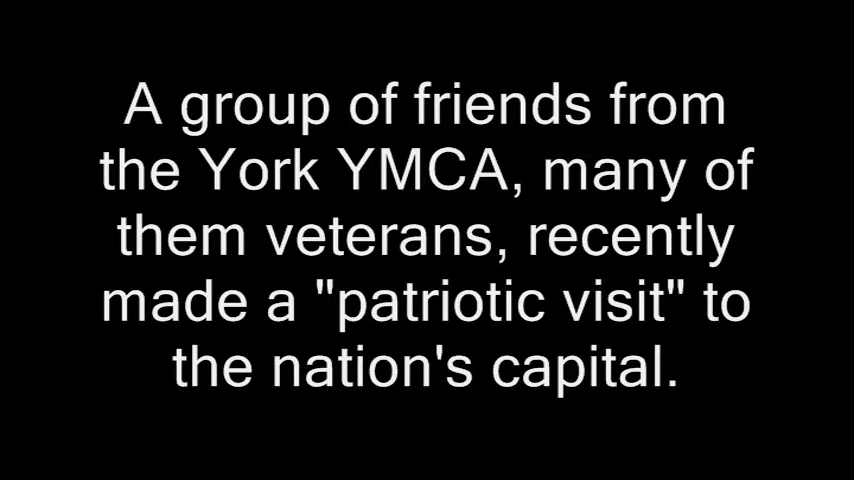 A group of friends from
the York YMCA, many of
them veterans, recently
made a "patriotic visit" to
the nation's capital.